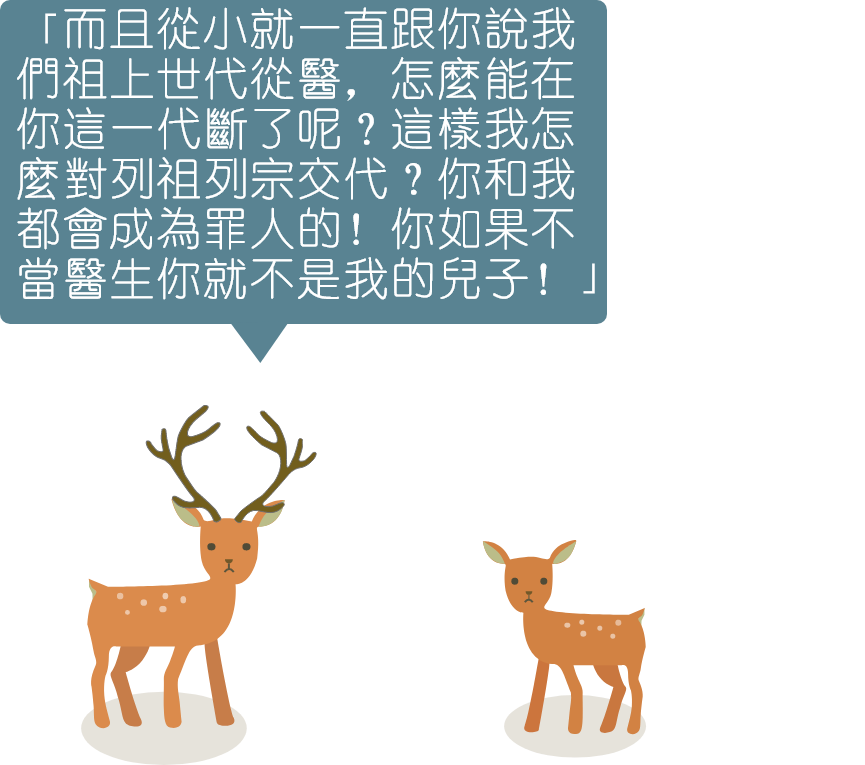 「而且從小就一直跟你說我
們祖上世代從醫，怎麼能在
你這一代斷了呢？這樣我怎
麼對列祖列宗交代？你和我
都會成為罪人的！你如果不
當醫生你就不是我的兒子！」